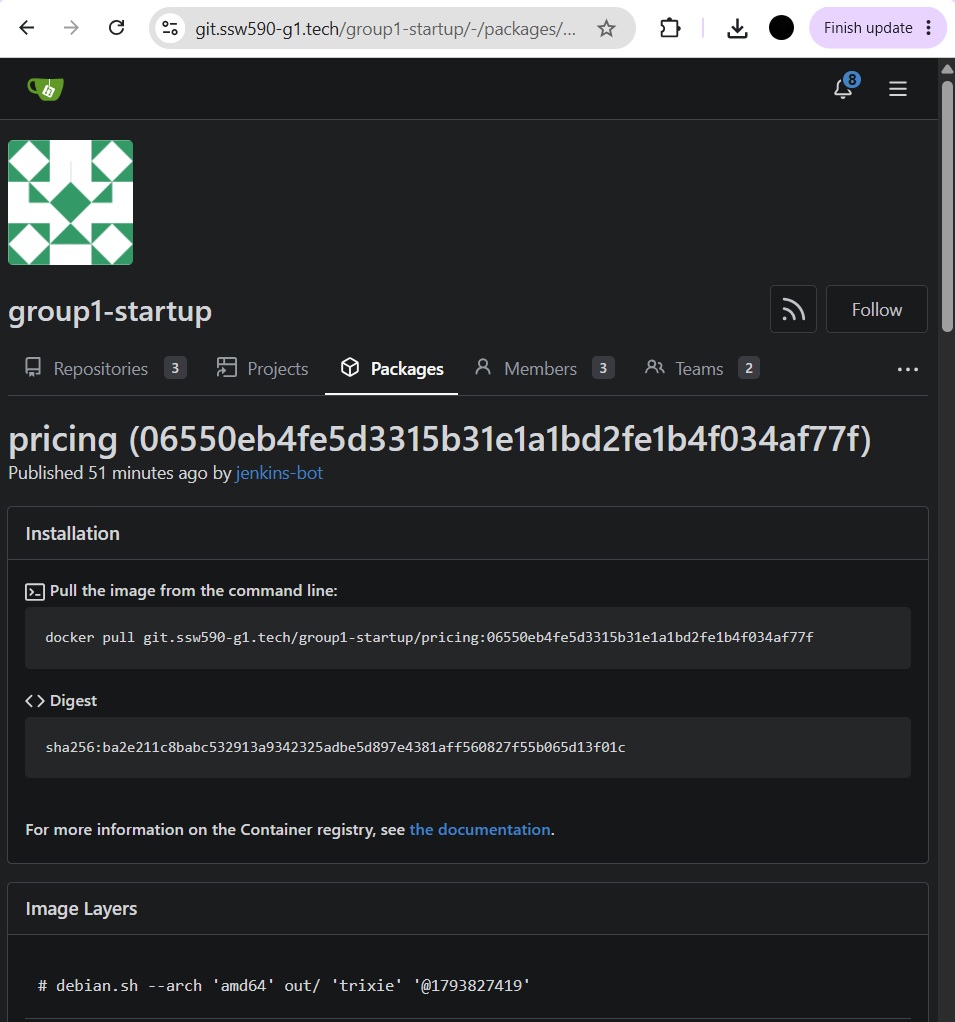 git.ssw590-g1.tech/group1-startup/-/packages/...
Finish update
8
group1-startup
Follow
Repositories 3 Projects Packages Members 3 Teams 2
pricing (06550eb4fe5d3315b31e1a1bd2fe1b4f034af77f)
Published 51 minutes ago by jenkins-bot
Installation
Pull the image from the command line:
docker pull git.ssw590-g1.tech/group1-startup/pricing:06550eb4fe5d3315b31e1a1bd2fe1b4f034af77f
Digest
sha256:ba2e211c8babc532913a9342325adbe5d897e4381aff560827f55b065d13f01c
For more information on the Container registry, see the documentation.
Image Layers
# debian.sh --arch 'amd64' out/ 'trixie' '@1793827419'